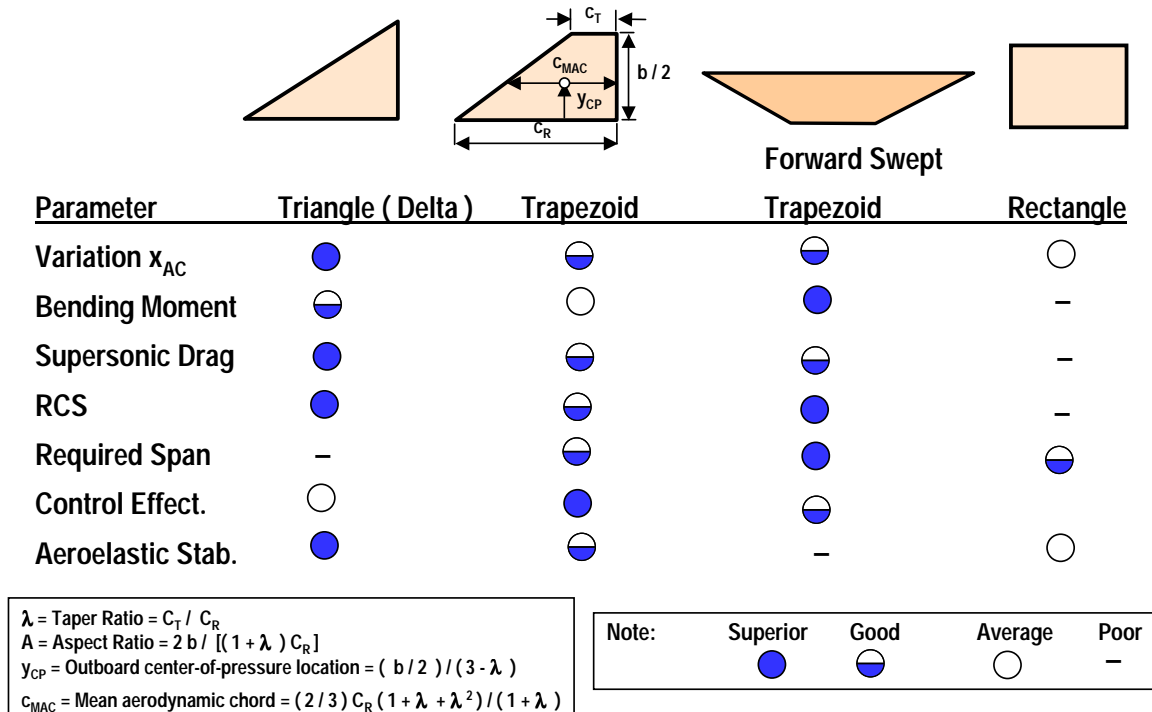 c_T
c_MAC
b / 2
y_CP
c_R
Forward Swept
Parameter Triangle ( Delta ) Trapezoid Trapezoid Rectangle
Variation x_AC
Bending Moment –
Supersonic Drag –
RCS –
Required Span –
Control Effect.
Aeroelastic Stab. –
λ = Taper Ratio = C_T / C_R
A = Aspect Ratio = 2 b / [( 1 + λ ) C_R ]
y_CP = Outboard center-of-pressure location = ( b / 2 ) / ( 3 - λ )
c_MAC = Mean aerodynamic chord = ( 2 / 3 ) C_R ( 1 + λ + λ² ) / ( 1 + λ )
Note: Superior Good Average Poor
–